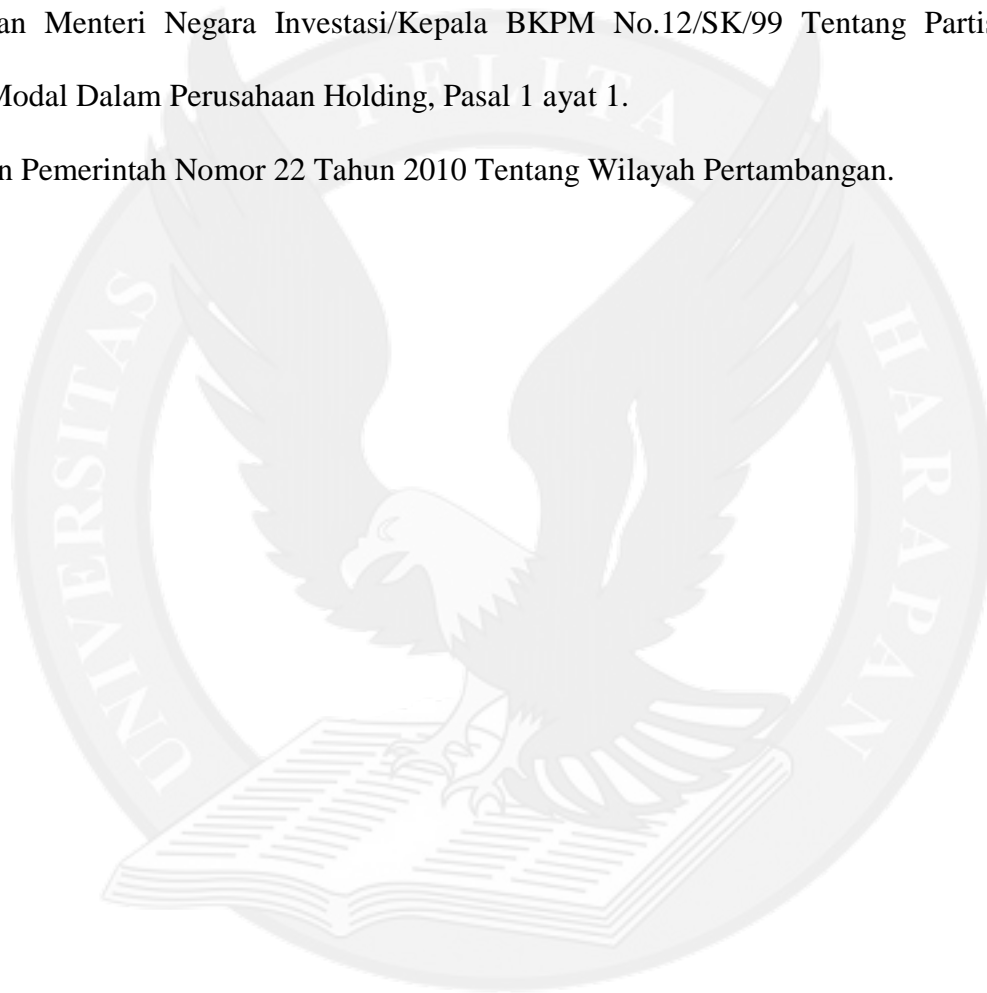 an Menteri Negara Investasi/Kepala BKPM No.12/SK/99 Tentang Partis
Modal Dalam Perusahaan Holding, Pasal 1 ayat 1.
n Pemerintah Nomor 22 Tahun 2010 Tentang Wilayah Pertambangan.
UNIVERSITAS PELITA HARAPAN